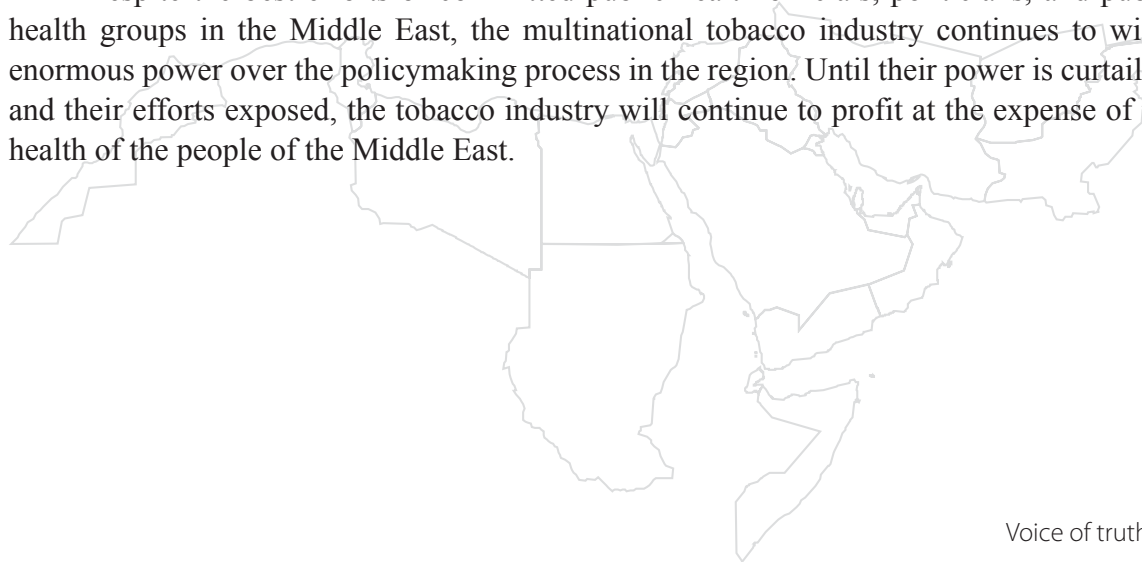 health groups in the Middle East, the multinational tobacco industry continues to wi
enormous power over the policymaking process in the region. Until their power is curtail
and their efforts exposed, the tobacco industry will continue to profit at the expense of
health of the people of the Middle East.
Voice of truth